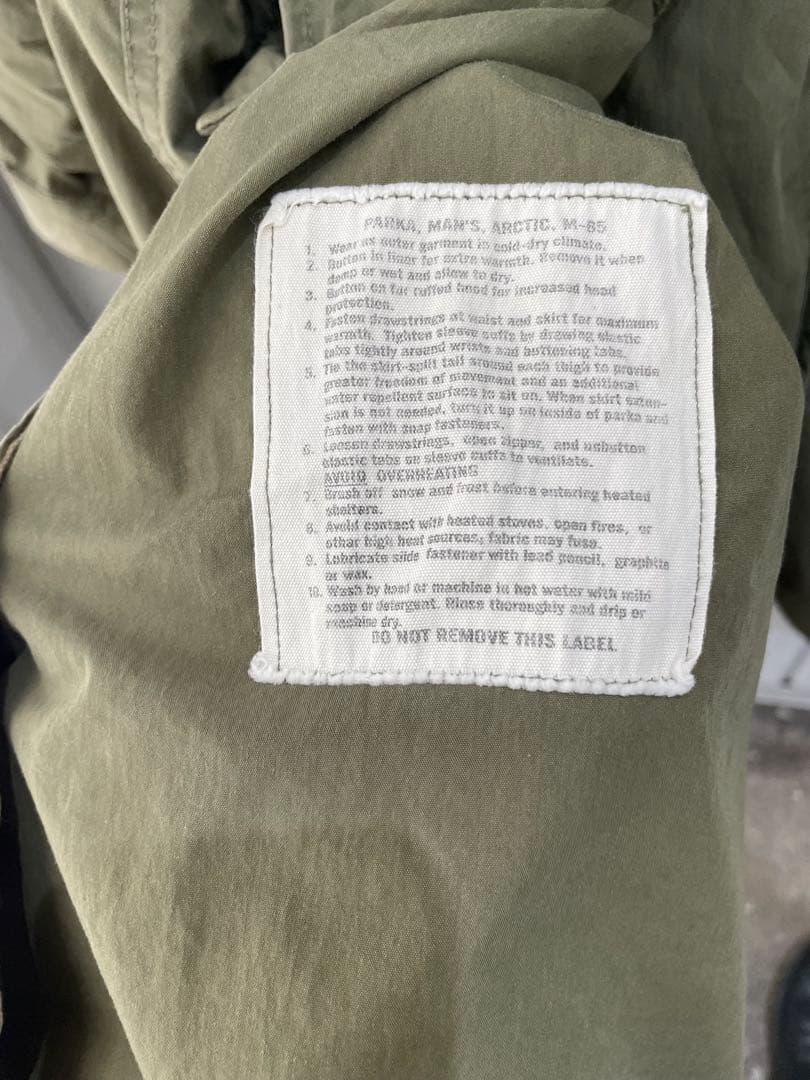 PARKA, MAN'S, ARCTIC, M-65
1. Wear as outer garment in cold-dry climate.
2. Button in liner for extra warmth. Remove it when
damp or wet and allow to dry.
3. Button on fur ruffed hood for increased head
protection.
4. Fasten drawstrings at waist and skirt for maximum
warmth. Tighten sleeve cuffs by drawing elastic
tabs tightly around wrists and buttoning tabs.
5. Tie the skirt-split tail around each thigh to provide
greater freedom of movement and an additional
water repellent surface to sit on. When skirt exten-
sion is not needed, turn it up on inside of parka and
fasten with snap fasteners.
6. Loosen drawstrings, open zipper, and unbutton
elastic tabs on sleeve cuffs to ventilate.
AVOID OVERHEATING
7. Brush off snow and frost before entering heated
shelters.
8. Avoid contact with heated stoves, open fires, or
other high heat sources; fabric may fuse.
9. Lubricate slide fastener with lead pencil, graphite
or wax.
10. Wash by hand or machine in hot water with mild
soap or detergent. Rinse thoroughly and drip or
machine dry.
DO NOT REMOVE THIS LABEL